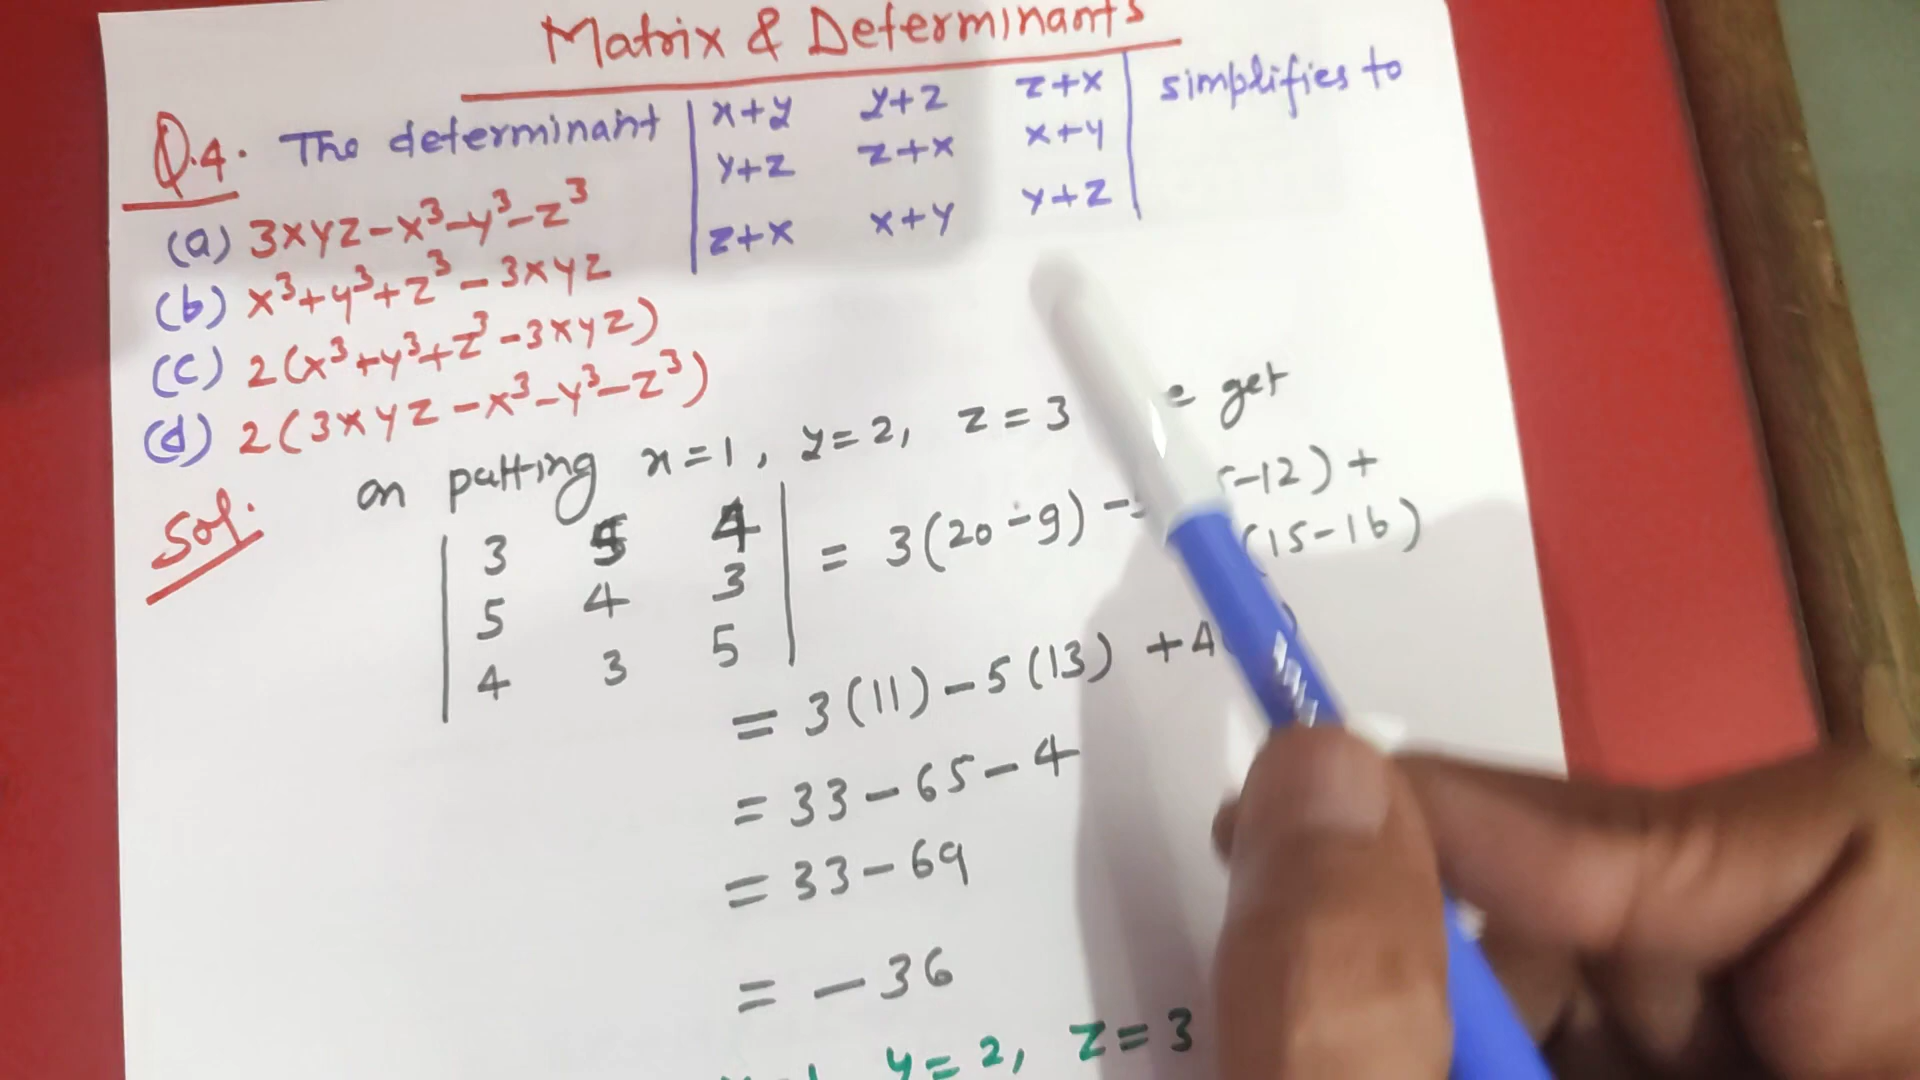 Matrix & Determinants
Q.4. The determinant | x+y y+z z+x | simplifies to
| y+z z+x x+y |
| z+x x+y y+z |
(a) 3xyz-x³-y³-z³
(b) x³+y³+z³-3xyz
(c) 2(x³+y³+z³-3xyz)
(d) 2(3xyz-x³-y³-z³)
Sol. on putting x=1, y=2, z=3 get
| 3 5 4 | = 3(20-9) - -12) +
| 5 4 3 | (15-16)
| 4 3 5 |
= 3(11)-5(13) +4
= 33-65-4
= 33-69
= -36
y=2, z=3